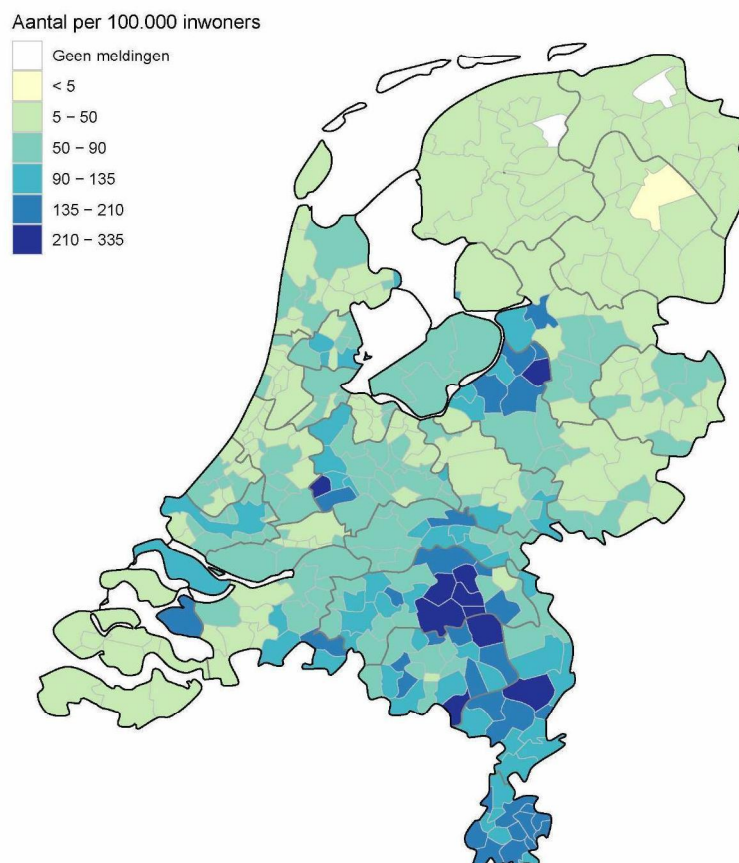 Aantal per 100.000 inwoners
Geen meldingen
< 5
5 – 50
50 – 90
90 – 135
135 – 210
210 – 335